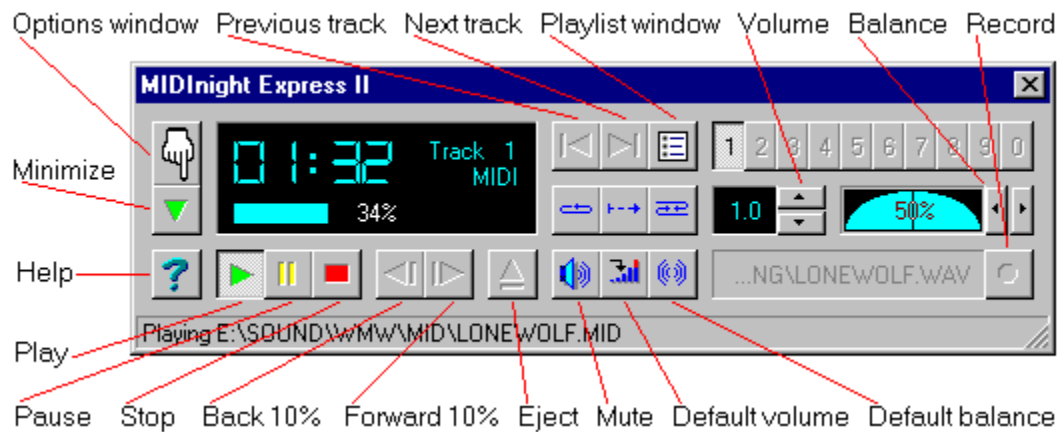 Options window Previous track Next track Playlist window Volume Balance Record
MIDInight Express II
Minimize
01:32 Track 1
MIDI
34%
1 2 3 4 5 6 7 8 9 0
1.0 50%
Help
...NG\LONEWOLF.WAV
Playing E:\SOUND\WMW\MID\LONEWOLF.MID
Play
Pause Stop Back 10% Forward 10% Eject Mute Default volume Default balance